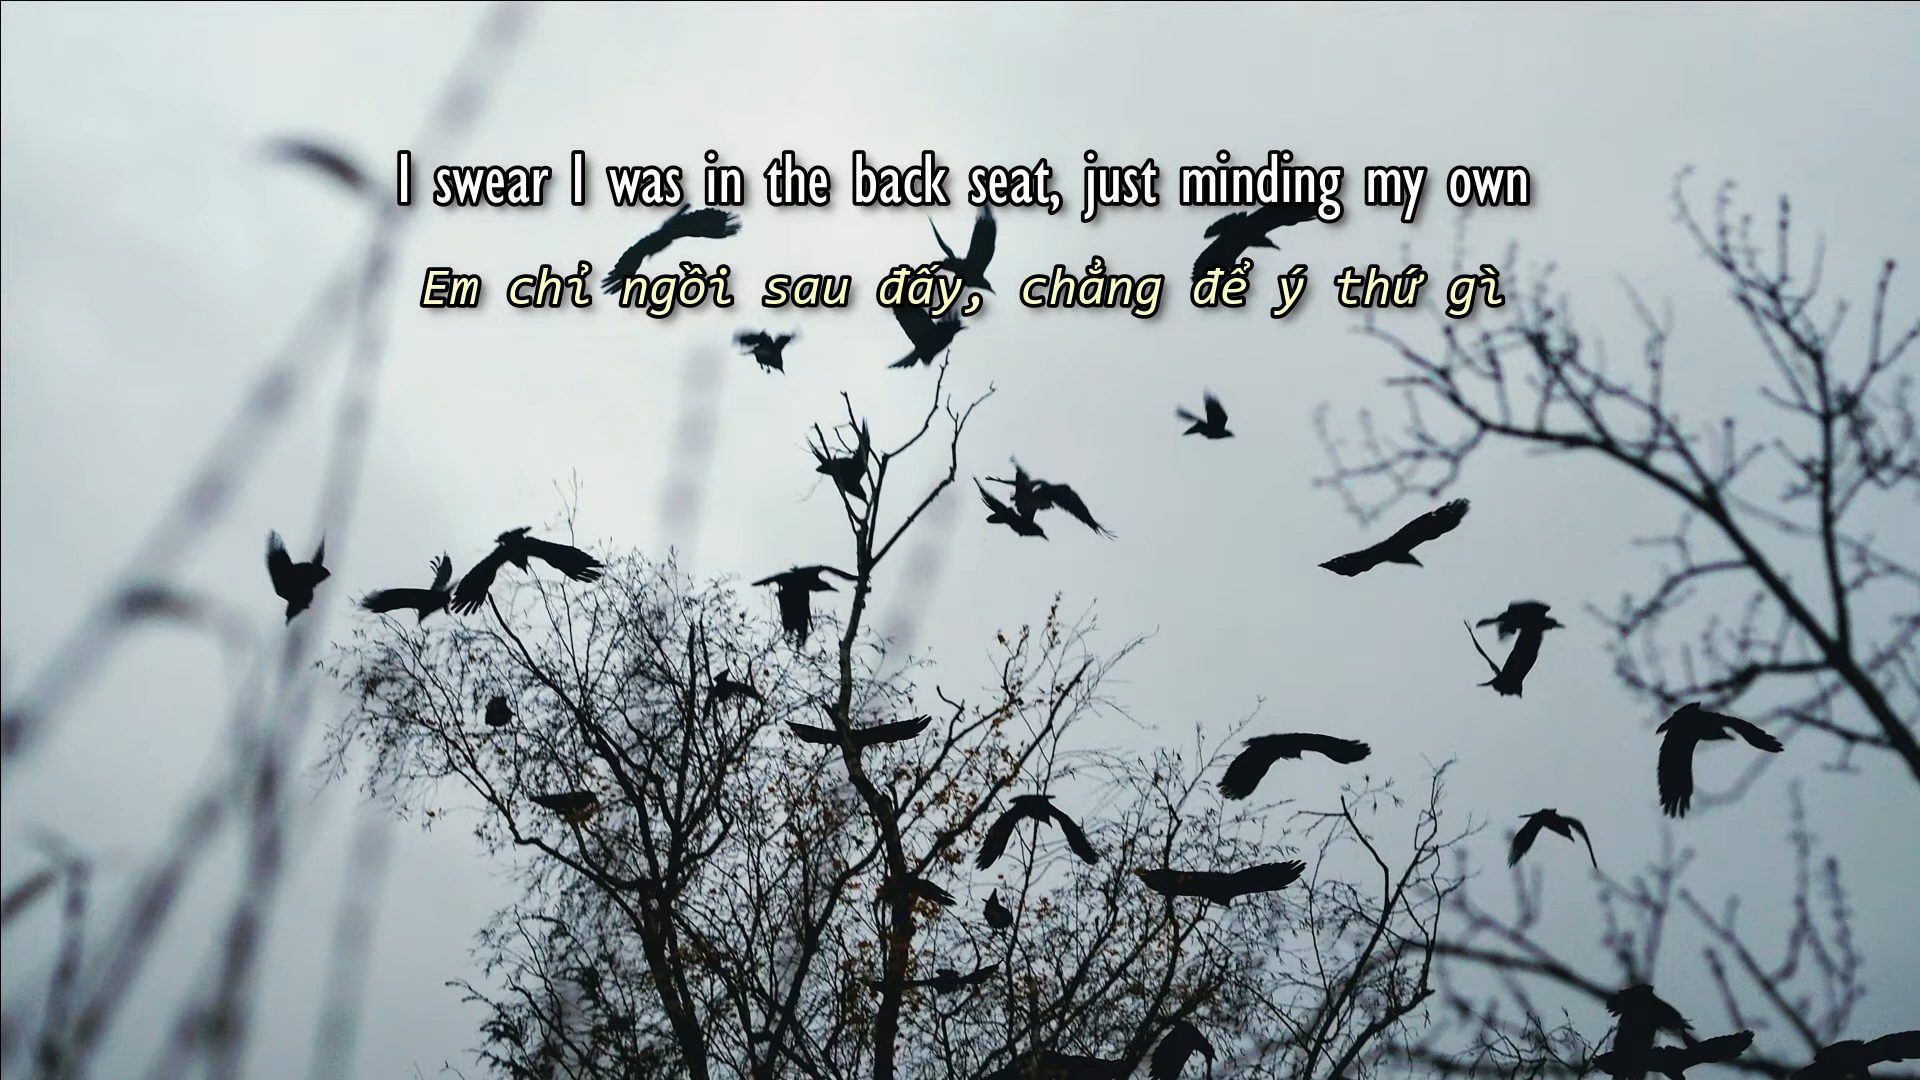 I swear I was in the back seat, just minding my own
Em chỉ ngồi sau đấy, chẳng để ý thứ gì